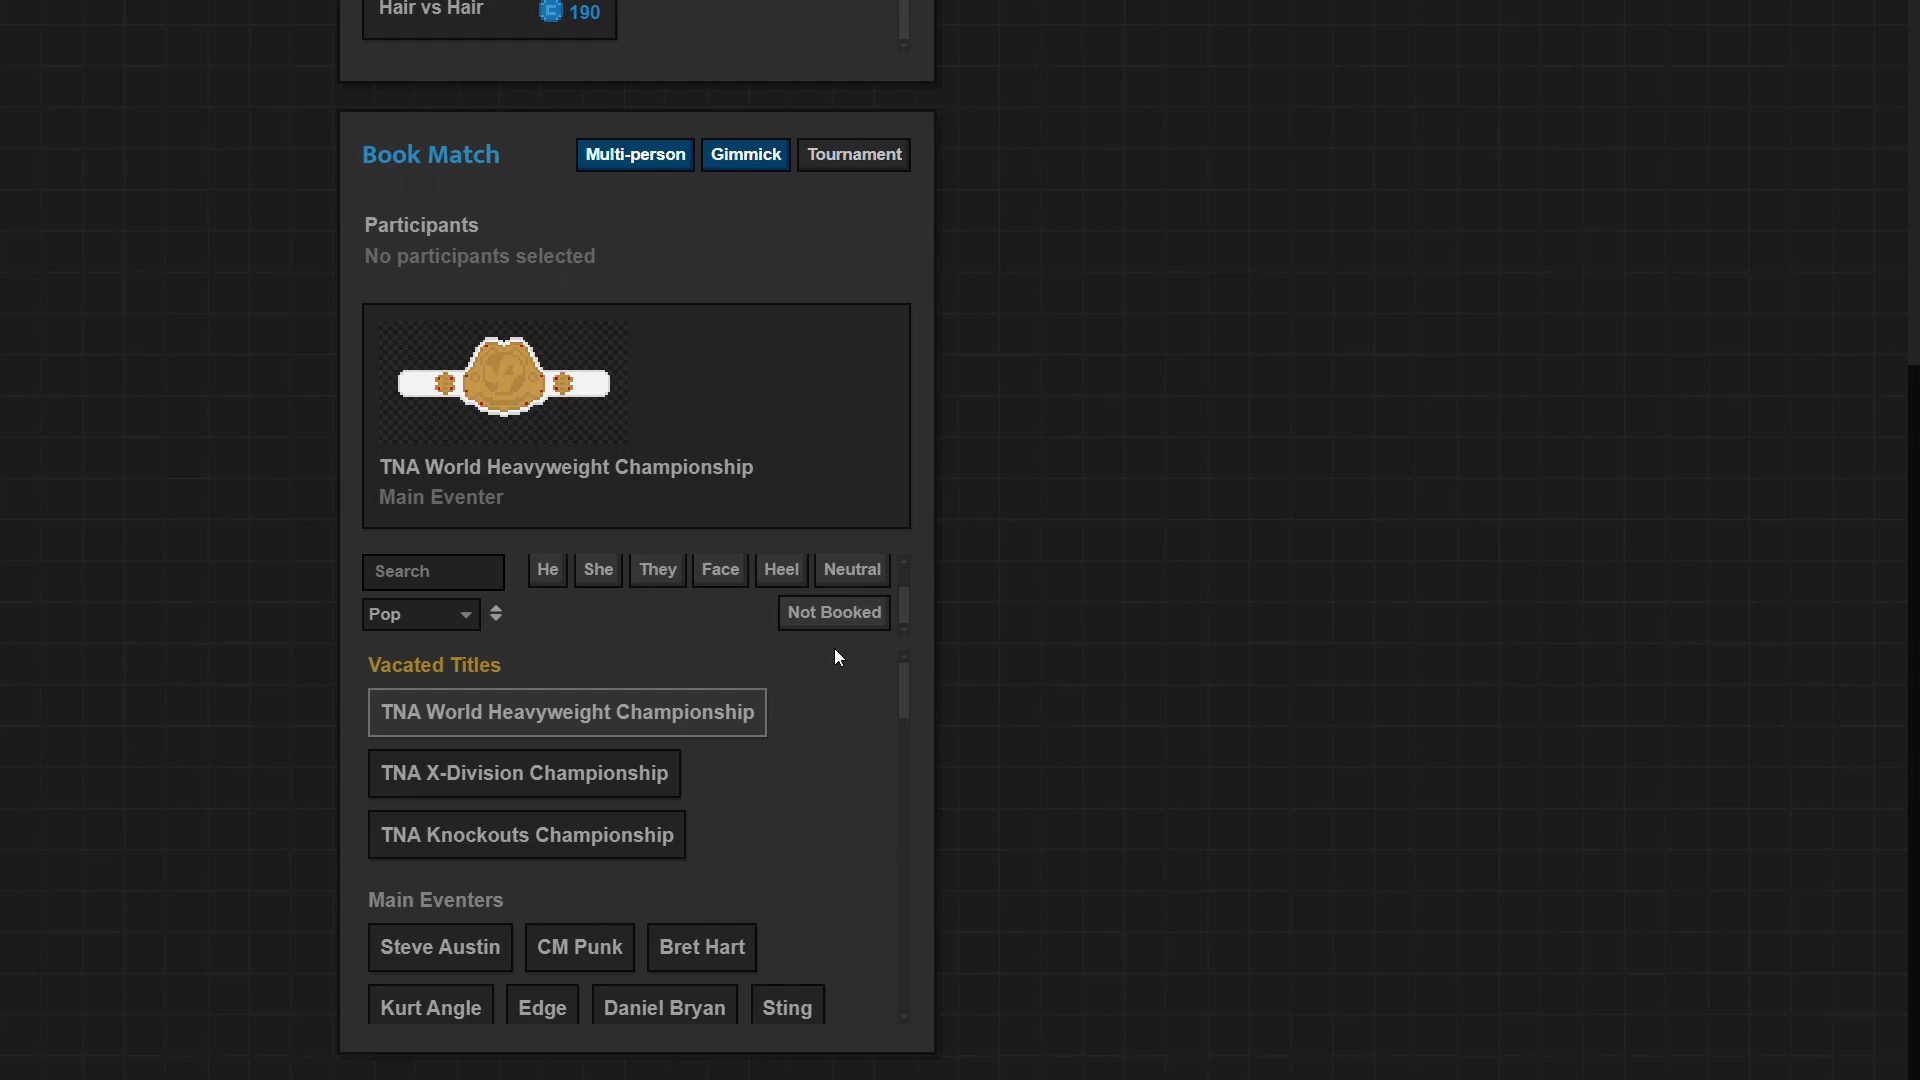 Hair vs Hair 190
Book Match Multi-person Gimmick Tournament
Participants
No participants selected
TNA World Heavyweight Championship
Main Eventer
Search He She They Face Heel Neutral
Pop Not Booked
Vacated Titles
TNA World Heavyweight Championship
TNA X-Division Championship
TNA Knockouts Championship
Main Eventers
Steve Austin CM Punk Bret Hart
Kurt Angle Edge Daniel Bryan Sting